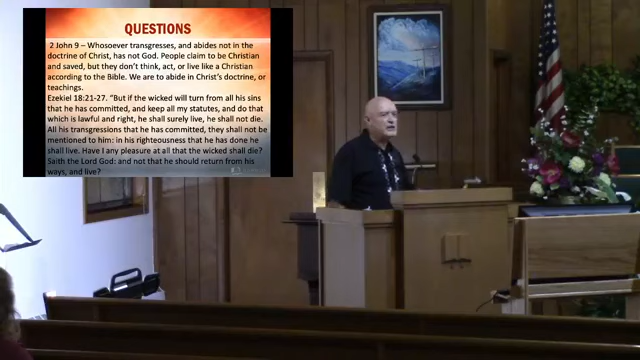 QUESTIONS
2 John 9 – Whosoever transgresses, and abides not in the
doctrine of Christ, has not God. People claim to be Christian
and saved, but they don't think, act, or live like a Christian
according to the Bible. We are to abide in Christ's doctrine, or
teachings.
Ezekiel 18:21-27. "But if the wicked will turn from all his sins
that he has committed, and keep all my statutes, and do that
which is lawful and right, he shall surely live, he shall not die.
All his transgressions that he has committed, they shall not be
mentioned to him: in his righteousness that he has done he
shall live. Have I any pleasure at all that the wicked shall die?
Saith the Lord God: and not that he should return from his
ways, and live?